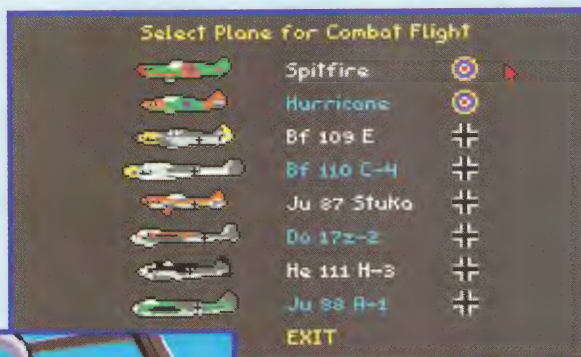 Select Plane for Combat Flight
Spitfire
Hurricane
Bf 109 E
Bf 110 C-4
Ju 87 Stuka
Do 17z-2
He 111 H-3
Ju 88 A-1
EXIT